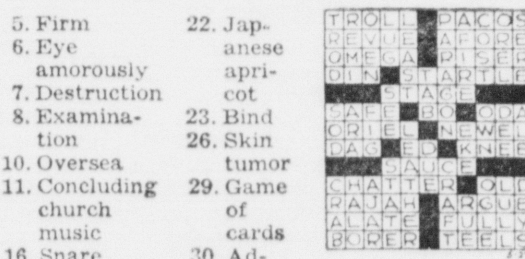 5. Firm
6. Eye
amorously
7. Destruction
8. Examina-
tion
10. Oversea
11. Concluding
church
music
16. Snare
22. Jap-
anese
apri-
cot
23. Bind
26. Skin
tumor
29. Game
of
cards
30. Ad-
TROLL PACOS
REVUE AFORE
OMEGA RISER
DIN STARTLE
STAGE
SAFE BO ODA
ORIEL NEWEL
DAG ED KNEE
SAUCE
CHATTER OLE
RAJAH ARGUE
ALATE FULLY
BORER TEELS